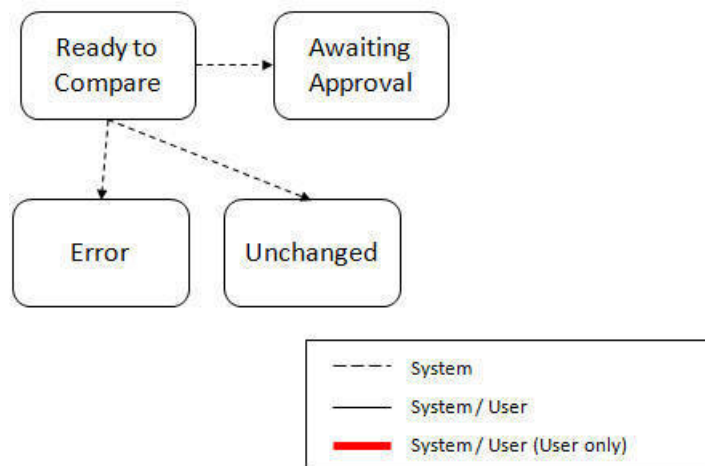 Ready to
Compare
Awaiting
Approval
Error
Unchanged
System
System / User
System / User (User only)